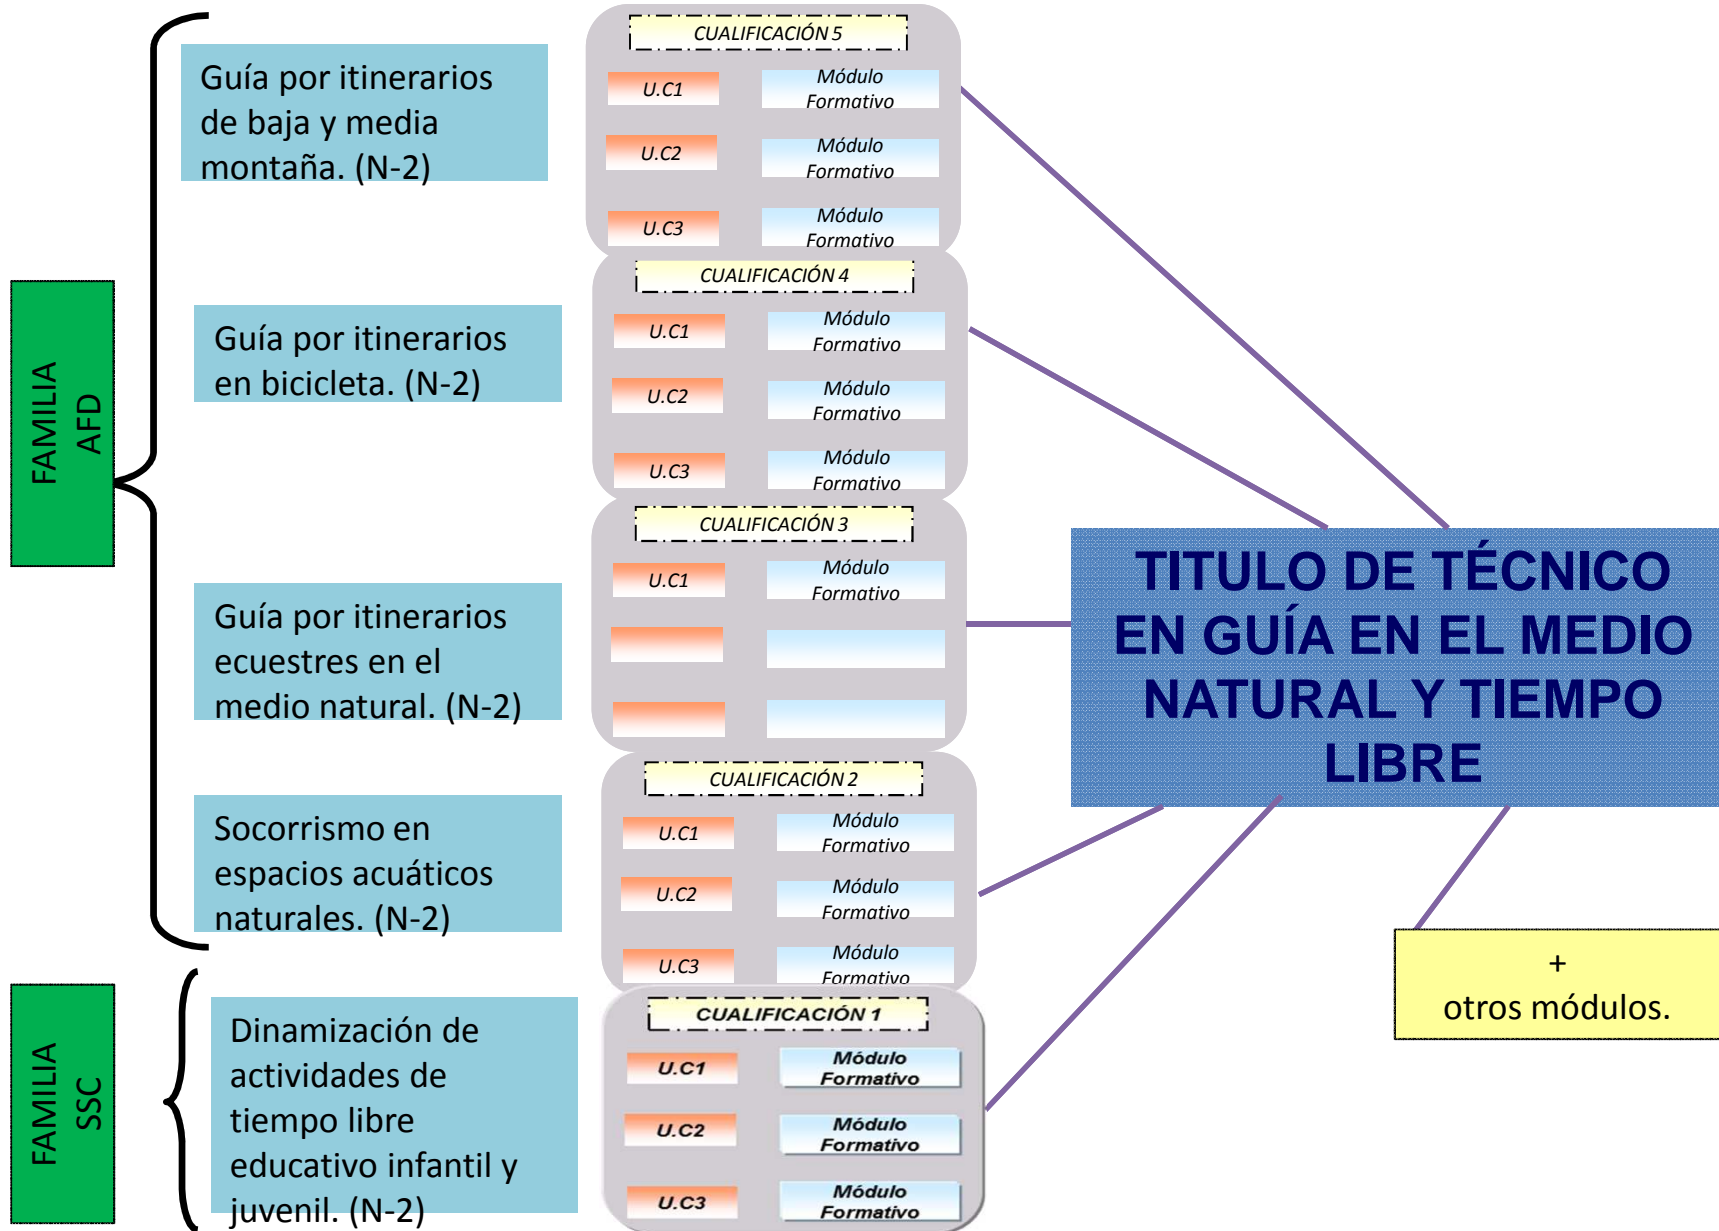 FAMILIA
AFD
Guía por itinerarios
de baja y media
montaña. (N-2)
CUALIFICACIÓN 5
U.C1
Módulo
Formativo
U.C2
Módulo
Formativo
U.C3
Módulo
Formativo
Guía por itinerarios
en bicicleta. (N-2)
CUALIFICACIÓN 4
U.C1
Módulo
Formativo
U.C2
Módulo
Formativo
U.C3
Módulo
Formativo
Guía por itinerarios
ecuestres en el
medio natural. (N-2)
CUALIFICACIÓN 3
U.C1
Módulo
Formativo
Socorrismo en
espacios acuáticos
naturales. (N-2)
CUALIFICACIÓN 2
U.C1
Módulo
Formativo
U.C2
Módulo
Formativo
U.C3
Módulo
Formativo
FAMILIA
SSC
Dinamización de
actividades de
tiempo libre
educativo infantil y
juvenil. (N-2)
CUALIFICACIÓN 1
U.C1
Módulo
Formativo
U.C2
Módulo
Formativo
U.C3
Módulo
Formativo
TITULO DE TÉCNICO
EN GUÍA EN EL MEDIO
NATURAL Y TIEMPO
LIBRE
+
otros módulos.